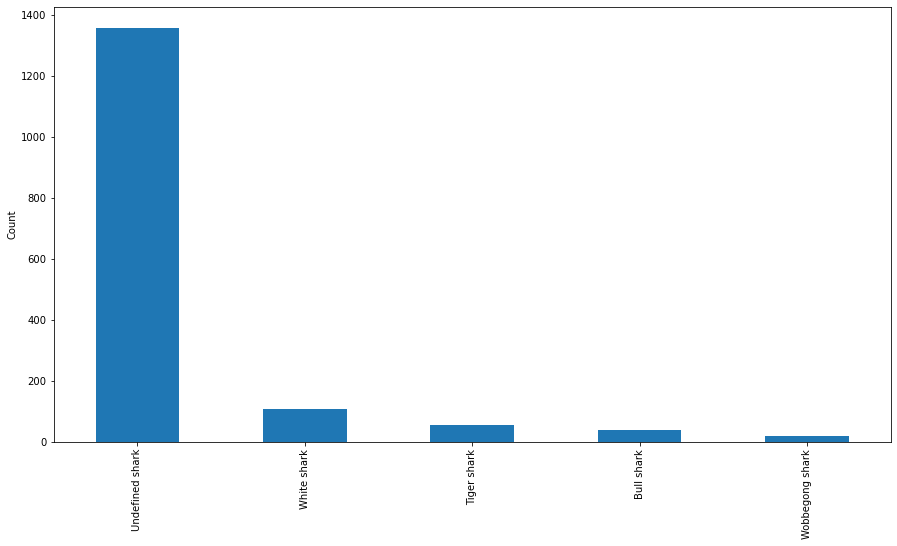 1400
1200
1000
800
600
400
200
0
Count
Undefined shark
White shark
Tiger shark
Bull shark
Wobbegong shark